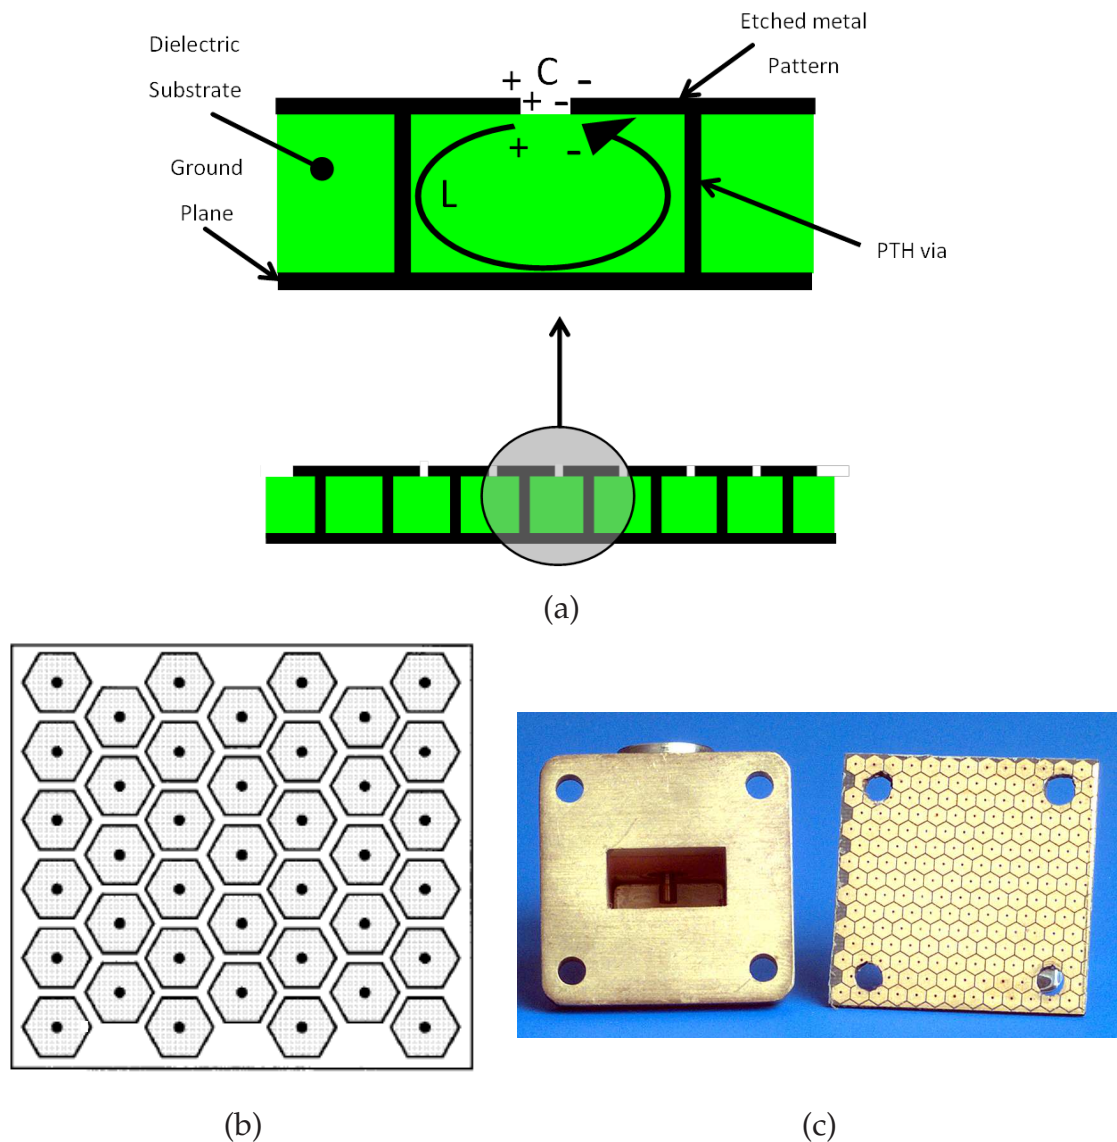 Etched metal
Pattern
Dielectric
Substrate
Ground
Plane
+ C -
+ -
+ -
L
PTH via
(a)
(b)
(c)